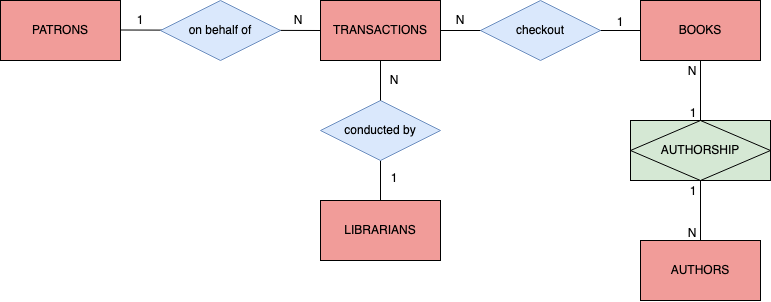 PATRONS
1
on behalf of
N
TRANSACTIONS
N
checkout
1
BOOKS
N
N
1
conducted by
AUTHORSHIP
1
1
LIBRARIANS
N
AUTHORS